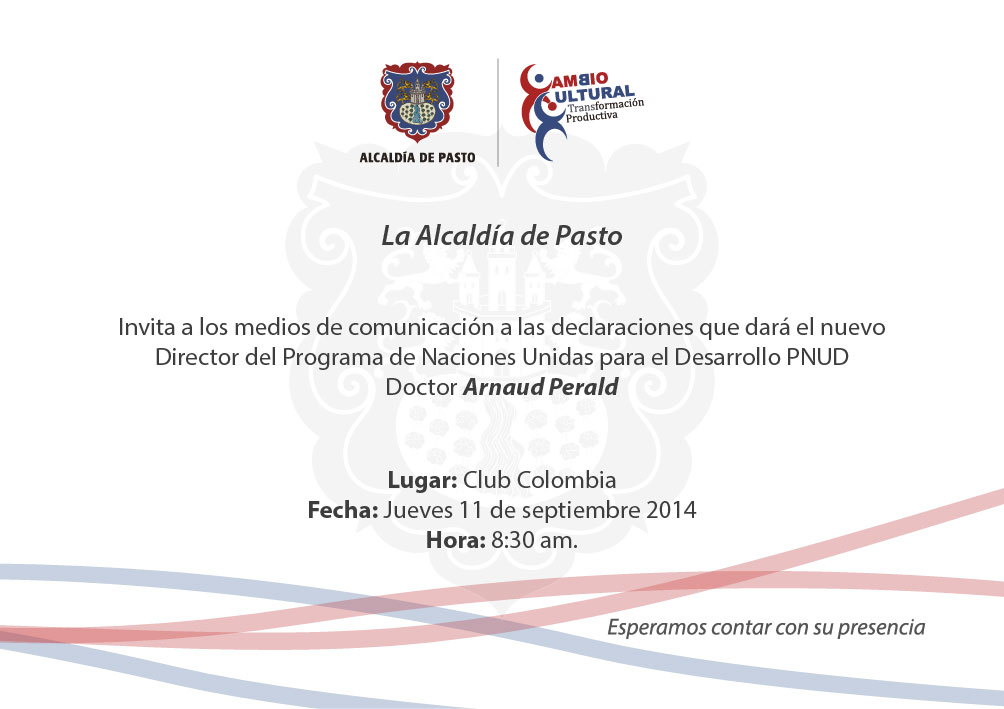 ALCALDÍA DE PASTO
CAMBIO
CULTURAL
Transformación
Productiva
La Alcaldía de Pasto
Invita a los medios de comunicación a las declaraciones que dará el nuevo
Director del Programa de Naciones Unidas para el Desarrollo PNUD
Doctor Arnaud Perald
Lugar: Club Colombia
Fecha: Jueves 11 de septiembre 2014
Hora: 8:30 am.
Esperamos contar con su presencia